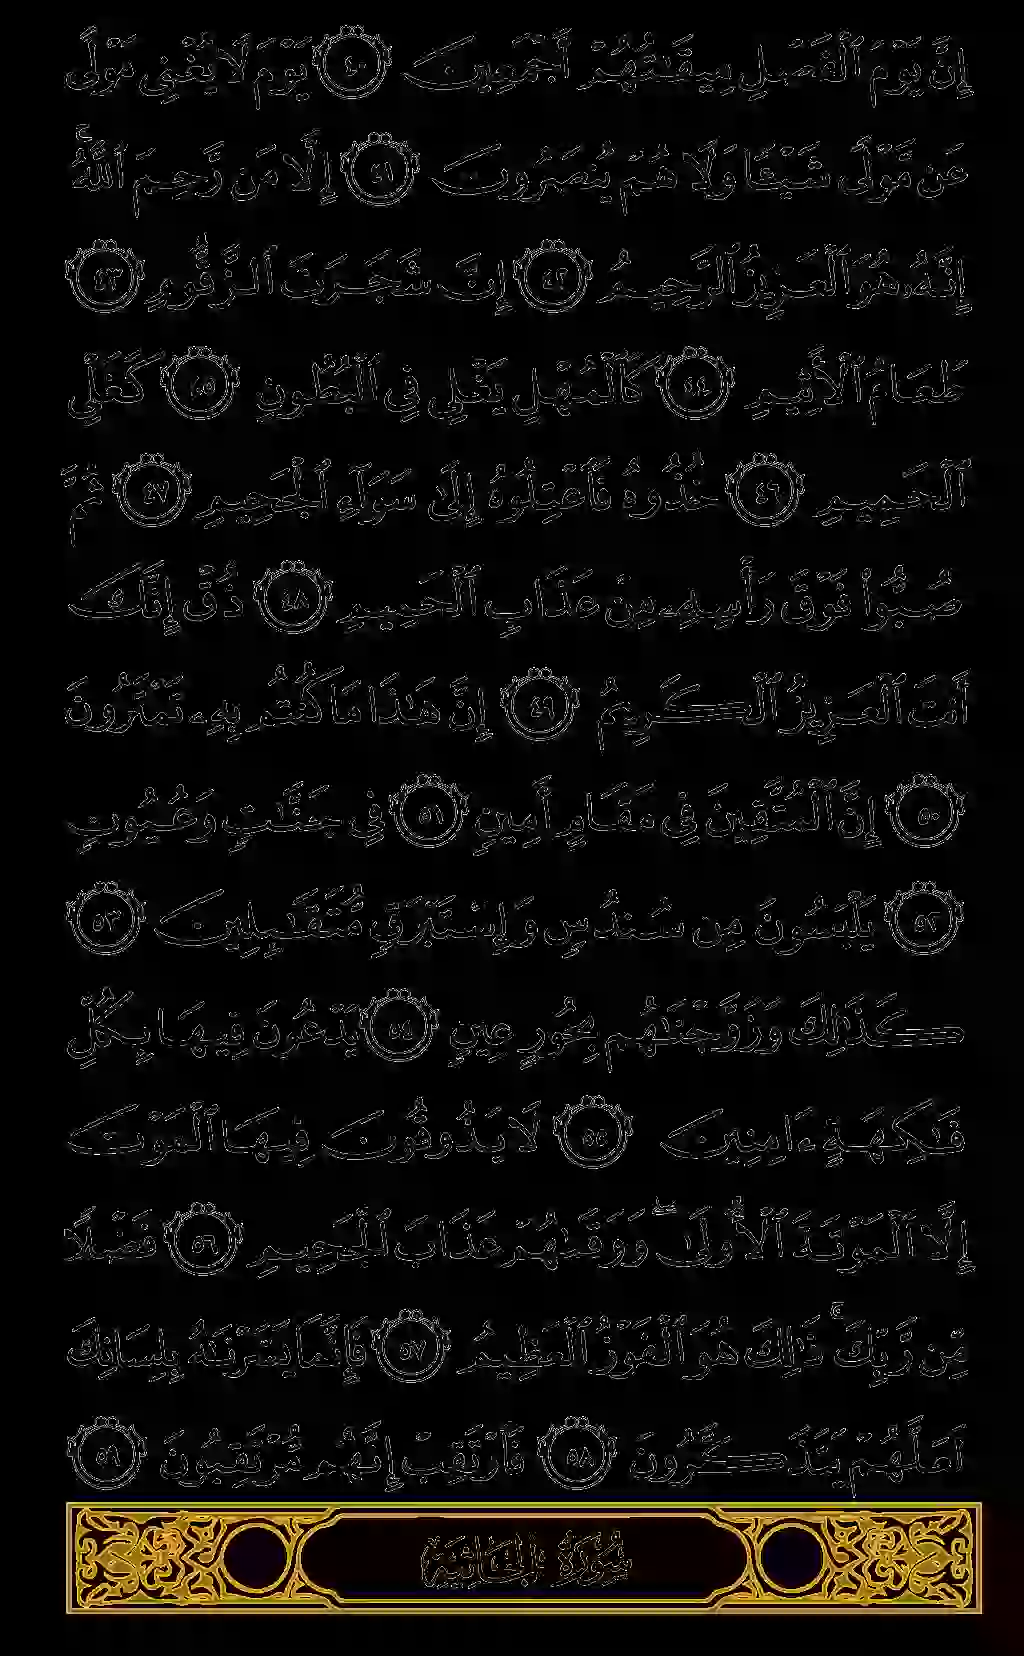 إِنَّ يَوْمَ ٱلْفَصْلِ مِيقَٰتُهُمْ أَجْمَعِينَ ٤٠ يَوْمَ لَا يُغْنِى مَوْلًى
عَن مَّوْلًى شَيْـًٔا وَلَا هُمْ يُنصَرُونَ ٤١ إِلَّا مَن رَّحِمَ ٱللَّهُ ۚ
إِنَّهُۥ هُوَ ٱلْعَزِيزُ ٱلرَّحِيمُ ٤٢ إِنَّ شَجَرَتَ ٱلزَّقُّومِ ٤٣
طَعَامُ ٱلْأَثِيمِ ٤٤ كَٱلْمُهْلِ يَغْلِى فِى ٱلْبُطُونِ ٤٥ كَغَلْىِ
ٱلْحَمِيمِ ٤٦ خُذُوهُ فَٱعْتِلُوهُ إِلَىٰ سَوَآءِ ٱلْجَحِيمِ ٤٧ ثُمَّ
صُبُّوا۟ فَوْقَ رَأْسِهِۦ مِنْ عَذَابِ ٱلْحَمِيمِ ٤٨ ذُقْ إِنَّكَ
أَنتَ ٱلْعَزِيزُ ٱلْكَرِيمُ ٤٩ إِنَّ هَٰذَا مَا كُنتُم بِهِۦ تَمْتَرُونَ
٥٠ إِنَّ ٱلْمُتَّقِينَ فِى مَقَامٍ أَمِينٍ ٥١ فِى جَنَّٰتٍ وَعُيُونٍ
٥٢ يَلْبَسُونَ مِن سُندُسٍ وَإِسْتَبْرَقٍ مُّتَقَٰبِلِينَ ٥٣
كَذَٰلِكَ وَزَوَّجْنَٰهُم بِحُورٍ عِينٍ ٥٤ يَدْعُونَ فِيهَا بِكُلِّ
فَٰكِهَةٍ ءَامِنِينَ ٥٥ لَا يَذُوقُونَ فِيهَا ٱلْمَوْتَ
إِلَّا ٱلْمَوْتَةَ ٱلْأُولَىٰ ۖ وَوَقَىٰهُمْ عَذَابَ ٱلْجَحِيمِ ٥٦ فَضْلًا
مِّن رَّبِّكَ ۚ ذَٰلِكَ هُوَ ٱلْفَوْزُ ٱلْعَظِيمُ ٥٧ فَإِنَّمَا يَسَّرْنَٰهُ بِلِسَانِكَ
لَعَلَّهُمْ يَتَذَكَّرُونَ ٥٨ فَٱرْتَقِبْ إِنَّهُم مُّرْتَقِبُونَ ٥٩
سُورَةُ الجَاثِيَةِ